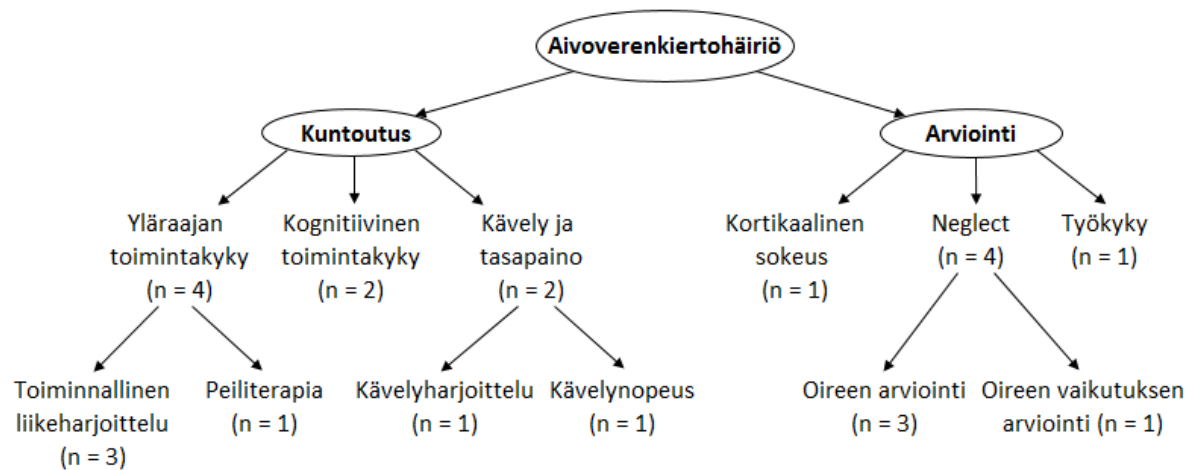 Aivoverenkiertohäiriö
Kuntoutus
Arviointi
Yläraajan
toimintakyky
(n = 4)
Kognitiivinen
toimintakyky
(n = 2)
Kävely ja
tasapaino
(n = 2)
Kortikaalinen
sokeus
(n = 1)
Neglect
(n = 4)
Työkyky
(n = 1)
Toiminnallinen
liikeharjoittelu
(n = 3)
Peiliterapia
(n = 1)
Kävelyharjoittelu
(n = 1)
Kävelynopeus
(n = 1)
Oireen arviointi
(n = 3)
Oireen vaikutuksen
arviointi (n = 1)